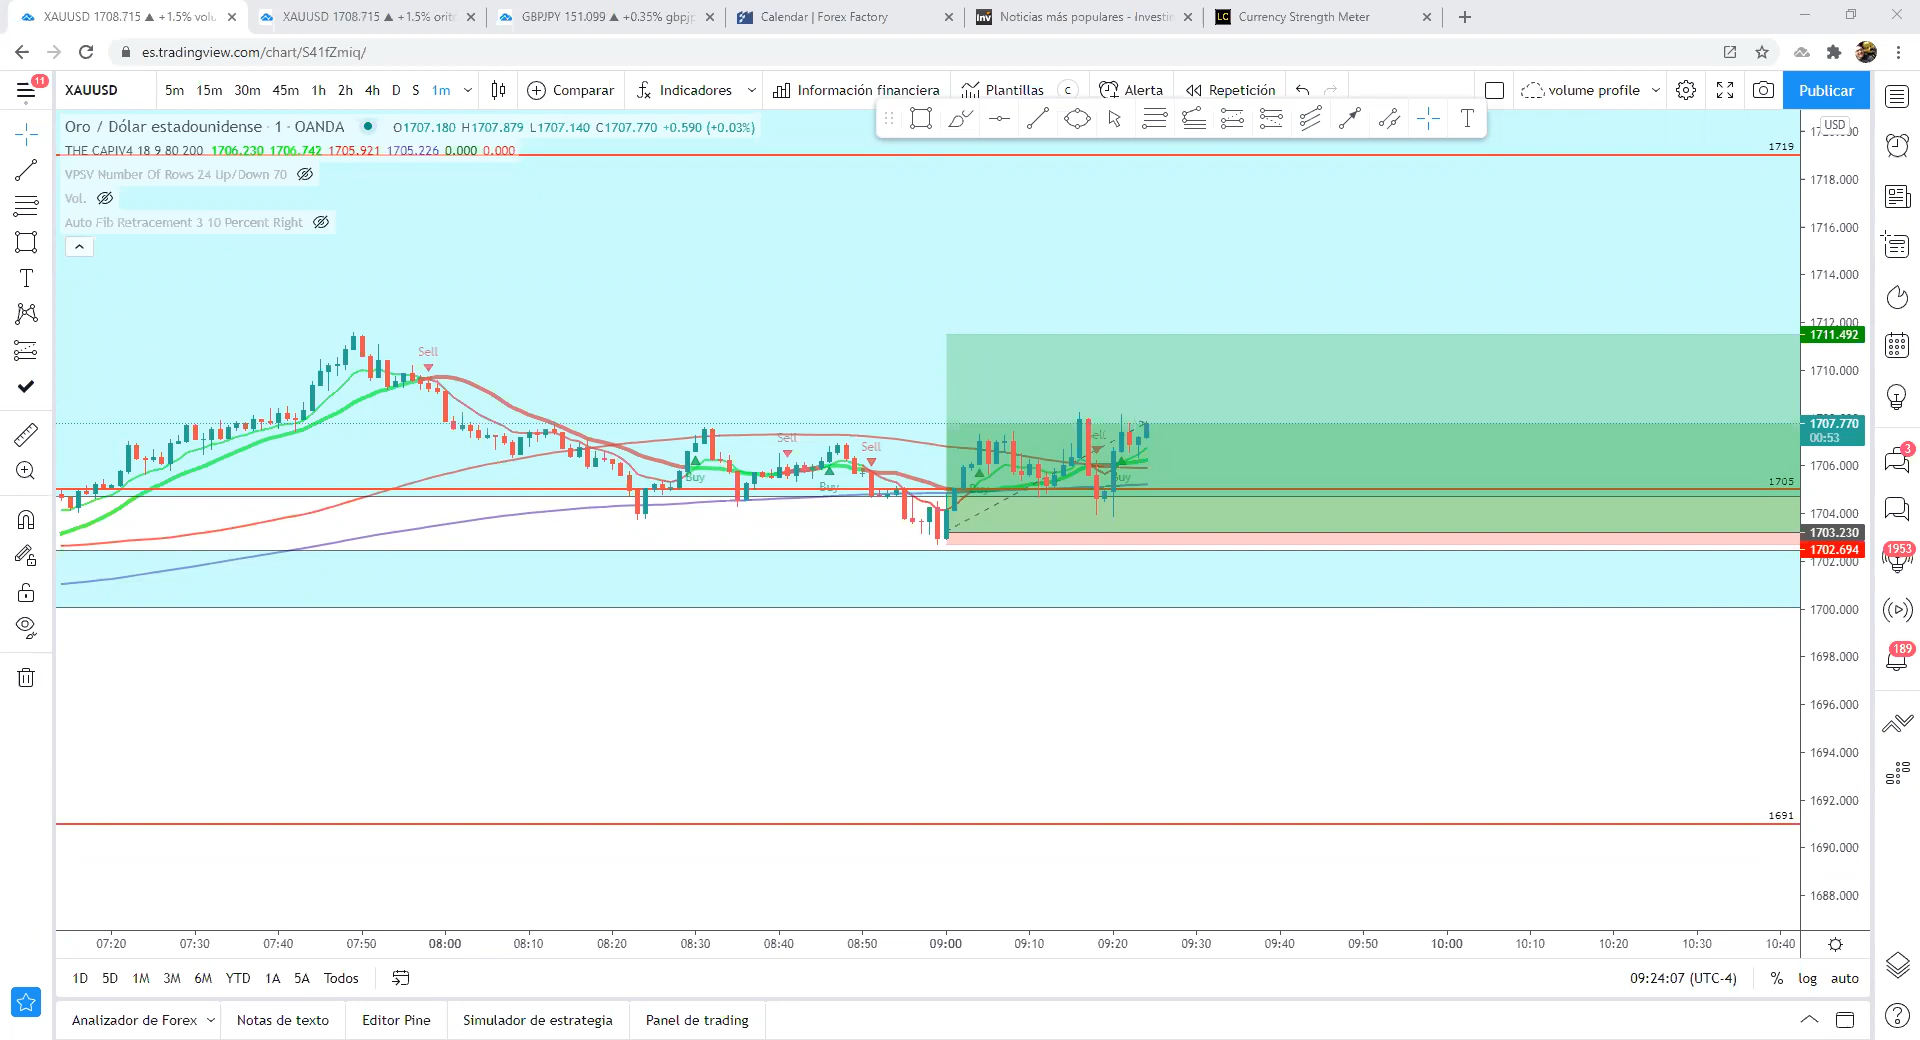 XAUUSD 1708.715 ▲ +1.5% volu
XAUUSD 1708.715 ▲ +1.5% orit
GBPJPY 151.099 ▲ +0.35% gbpj
Calendar | Forex Factory
Noticias más populares - Investin
Currency Strength Meter
es.tradingview.com/chart/S41fZmiq/
11
XAUUSD
5m 15m 30m 45m 1h 2h 4h D S 1m
Comparar
Indicadores
Información financiera
Plantillas
c
Alerta
Repetición
volume profile
Publicar
Oro / Dólar estadounidense · 1 · OANDA
O1707.180 H1707.879 L1707.140 C1707.770 +0.590 (+0.03%)
THE CAPIV4 18 9 80 200 1706.230 1706.742 1705.921 1705.226 0.000 0.000
VPSV Number Of Rows 24 Up/Down 70
Vol.
Auto Fib Retracement 3 10 Percent Right
USD
1719
1718.000
1716.000
1714.000
1712.000
1711.492
1710.000
1707.770
00:53
1706.000
1705
1704.000
1703.230
1702.694
1702.000
1700.000
1698.000
1696.000
1694.000
1692.000
1691
1690.000
1688.000
Sell
Buy
Sell
Buy
Sell
Buy
Sell
Buy
3
1953
189
07:20 07:30 07:40 07:50 08:00 08:10 08:20 08:30 08:40 08:50 09:00 09:10 09:20 09:30 09:40 09:50 10:00 10:10 10:20 10:30 10:40
1D 5D 1M 3M 6M YTD 1A 5A Todos
09:24:07 (UTC-4)
% log auto
Analizador de Forex
Notas de texto
Editor Pine
Simulador de estrategia
Panel de trading